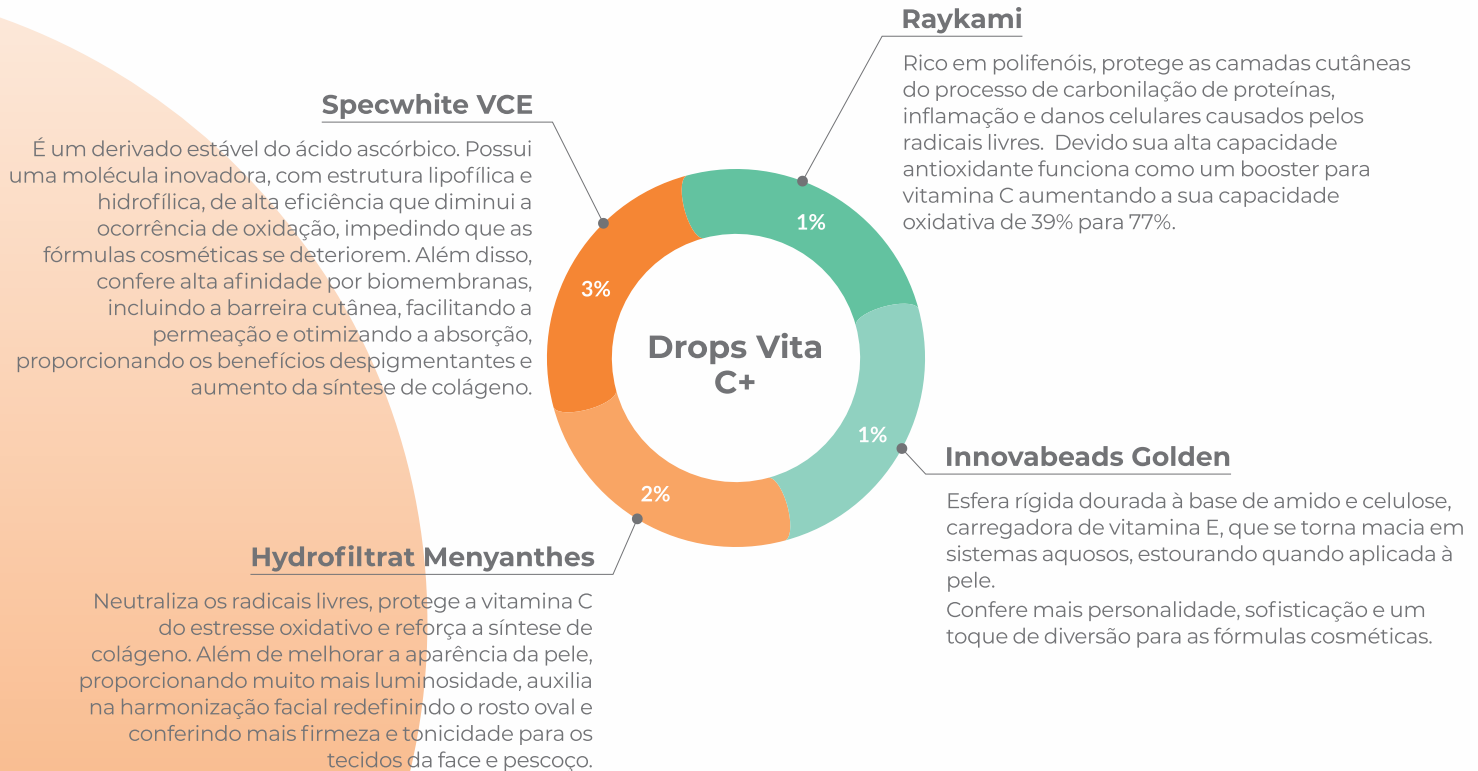 Raykami
Rico em polifenóis, protege as camadas cutâneas
do processo de carbonilação de proteínas,
inflamação e danos celulares causados pelos
radicais livres.  Devido sua alta capacidade
antioxidante funciona como um booster para
vitamina C aumentando a sua capacidade
oxidativa de 39% para 77%.
Specwhite VCE
É um derivado estável do ácido ascórbico. Possui
uma molécula inovadora, com estrutura lipofílica e
hidrofílica, de alta eficiência que diminui a
ocorrência de oxidação, impedindo que as
fórmulas cosméticas se deteriorem. Além disso,
confere alta afinidade por biomembranas,
incluindo a barreira cutânea, facilitando a
permeação e otimizando a absorção,
proporcionando os benefícios despigmentantes e
aumento da síntese de colágeno.
1%
3%
Drops Vita
C+
1%
2%
Innovabeads Golden
Esfera rígida dourada à base de amido e celulose,
carregadora de vitamina E, que se torna macia em
sistemas aquosos, estourando quando aplicada à
pele.
Confere mais personalidade, sofisticação e um
toque de diversão para as fórmulas cosméticas.
Hydrofiltrat Menyanthes
Neutraliza os radicais livres, protege a vitamina C
do estresse oxidativo e reforça a síntese de
colágeno. Além de melhorar a aparência da pele,
proporcionando muito mais luminosidade, auxilia
na harmonização facial redefinindo o rosto oval e
conferindo mais firmeza e tonicidade para os
tecidos da face e pescoço.